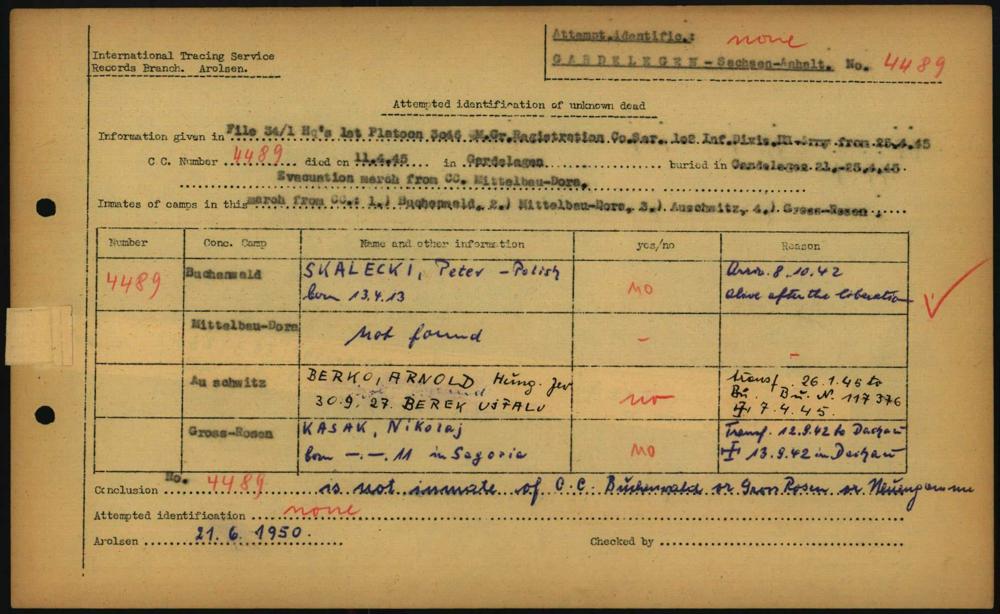 International Tracing Service
Records Branch. Arolsen.
Attempt.identific.: none
GARDELEGEN - Sachsen-Anhalt. No. 4489
Attempted identification of unknown dead
Information given in File 34/1 Hq's 1st Platoon 3046 Gr.Registration Co.Ser. 102 Inf.Divis. from 25.4.45
C C. Number 4489 died on 11.4.45 in Gardelegen buried in Gardelegen 21.-25.4.45.
Evacuation march from CC. Mittelbau-Dora.
Inmates of camps in this march from CC.: 1.) Buchenwald, 2.) Mittelbau-Dora, 3.) Auschwitz, 4.) Gross-Rosen.
Number Conc. Camp Name and other information yes/no Reason
4489 Buchenwald SKALECKI, Peter - Polish no Arriv. 8.10.42
born 13.4.13 alive after the liberation
Mittelbau-Dora not found - -
Auschwitz BERKO, ARNOLD Hung. Jew no transf. 26.1.45 to
30.9.27. BEREK Bu. Bu. N. 117376
7.4.45.
Gross-Rosen KASAK, Nikolaj no Transf. 12.9.42 to Dachau
born -.-.11 in Sagorie 13.9.42 in Dachau
Conclusion No. 4489 is not inmate of C.C. Buchenwald or Gross Rosen or Neuengamme
Attempted identification none
Arolsen 21.6.1950. Checked by